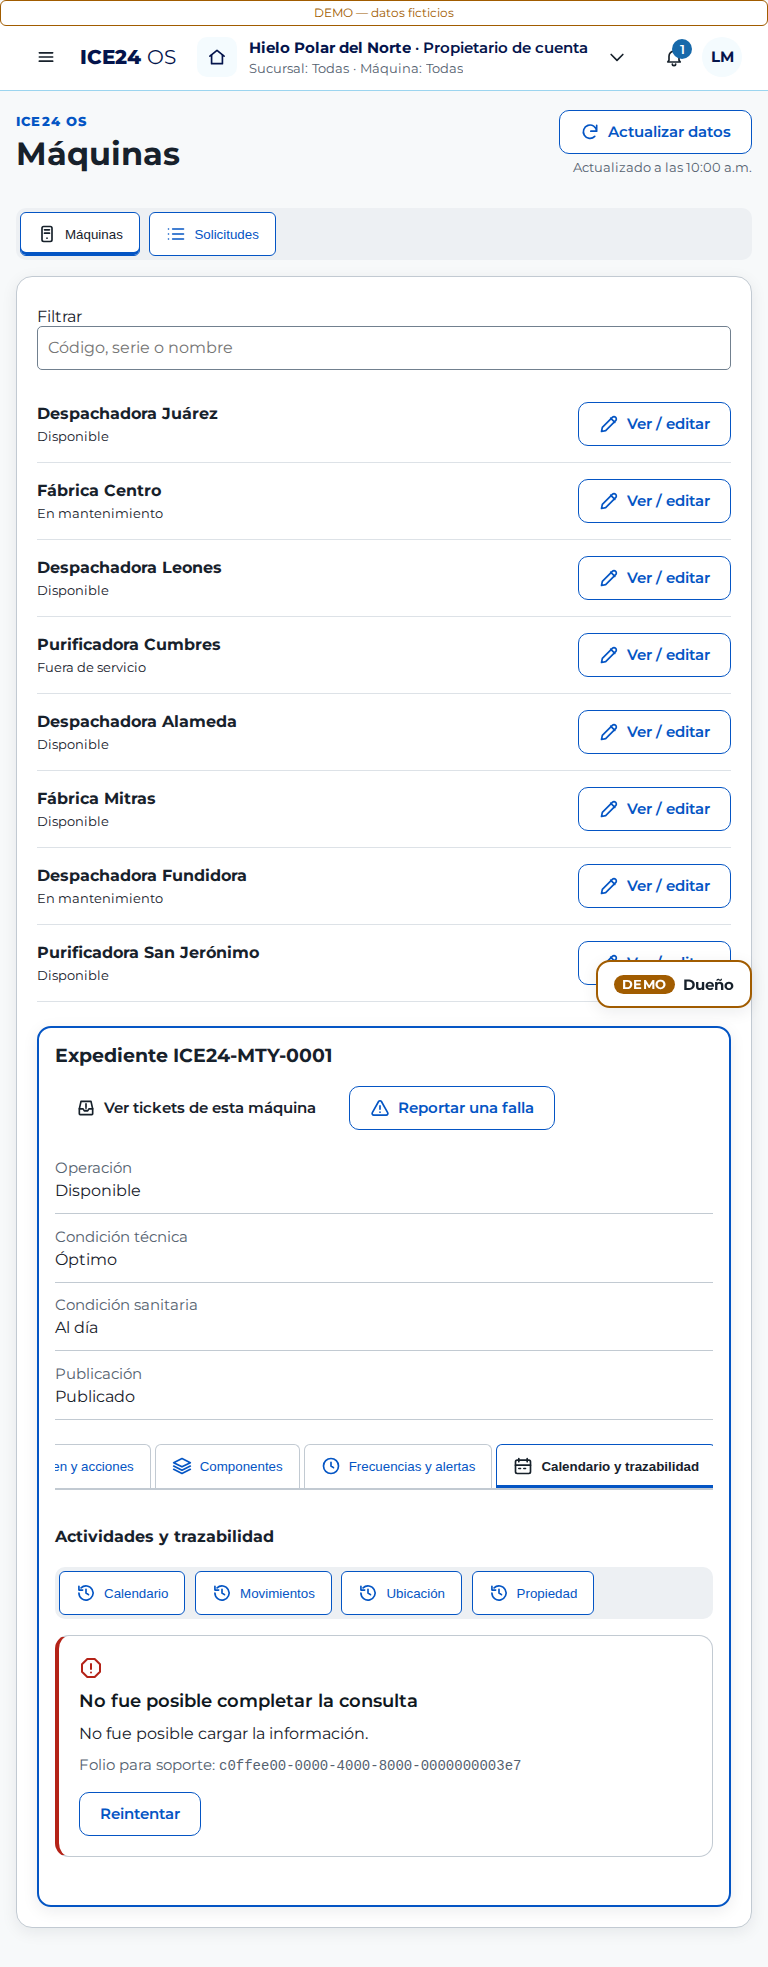 DEMO — datos ficticios
ICE24 OS
Hielo Polar del Norte · Propietario de cuenta
Sucursal: Todas · Máquina: Todas
1
LM
ICE24 OS
Máquinas
Actualizar datos
Actualizado a las 10:00 a.m.
Máquinas
Solicitudes
Filtrar
Código, serie o nombre
Despachadora Juárez
Disponible
Ver / editar
Fábrica Centro
En mantenimiento
Ver / editar
Despachadora Leones
Disponible
Ver / editar
Purificadora Cumbres
Fuera de servicio
Ver / editar
Despachadora Alameda
Disponible
Ver / editar
Fábrica Mitras
Disponible
Ver / editar
Despachadora Fundidora
En mantenimiento
Ver / editar
Purificadora San Jerónimo
Disponible
DEMO Dueño
Expediente ICE24-MTY-0001
Ver tickets de esta máquina
Reportar una falla
Operación
Disponible
Condición técnica
Óptimo
Condición sanitaria
Al día
Publicación
Publicado
en y acciones
Componentes
Frecuencias y alertas
Calendario y trazabilidad
Actividades y trazabilidad
Calendario
Movimientos
Ubicación
Propiedad
No fue posible completar la consulta
No fue posible cargar la información.
Folio para soporte: c0ffee00-0000-4000-8000-0000000003e7
Reintentar